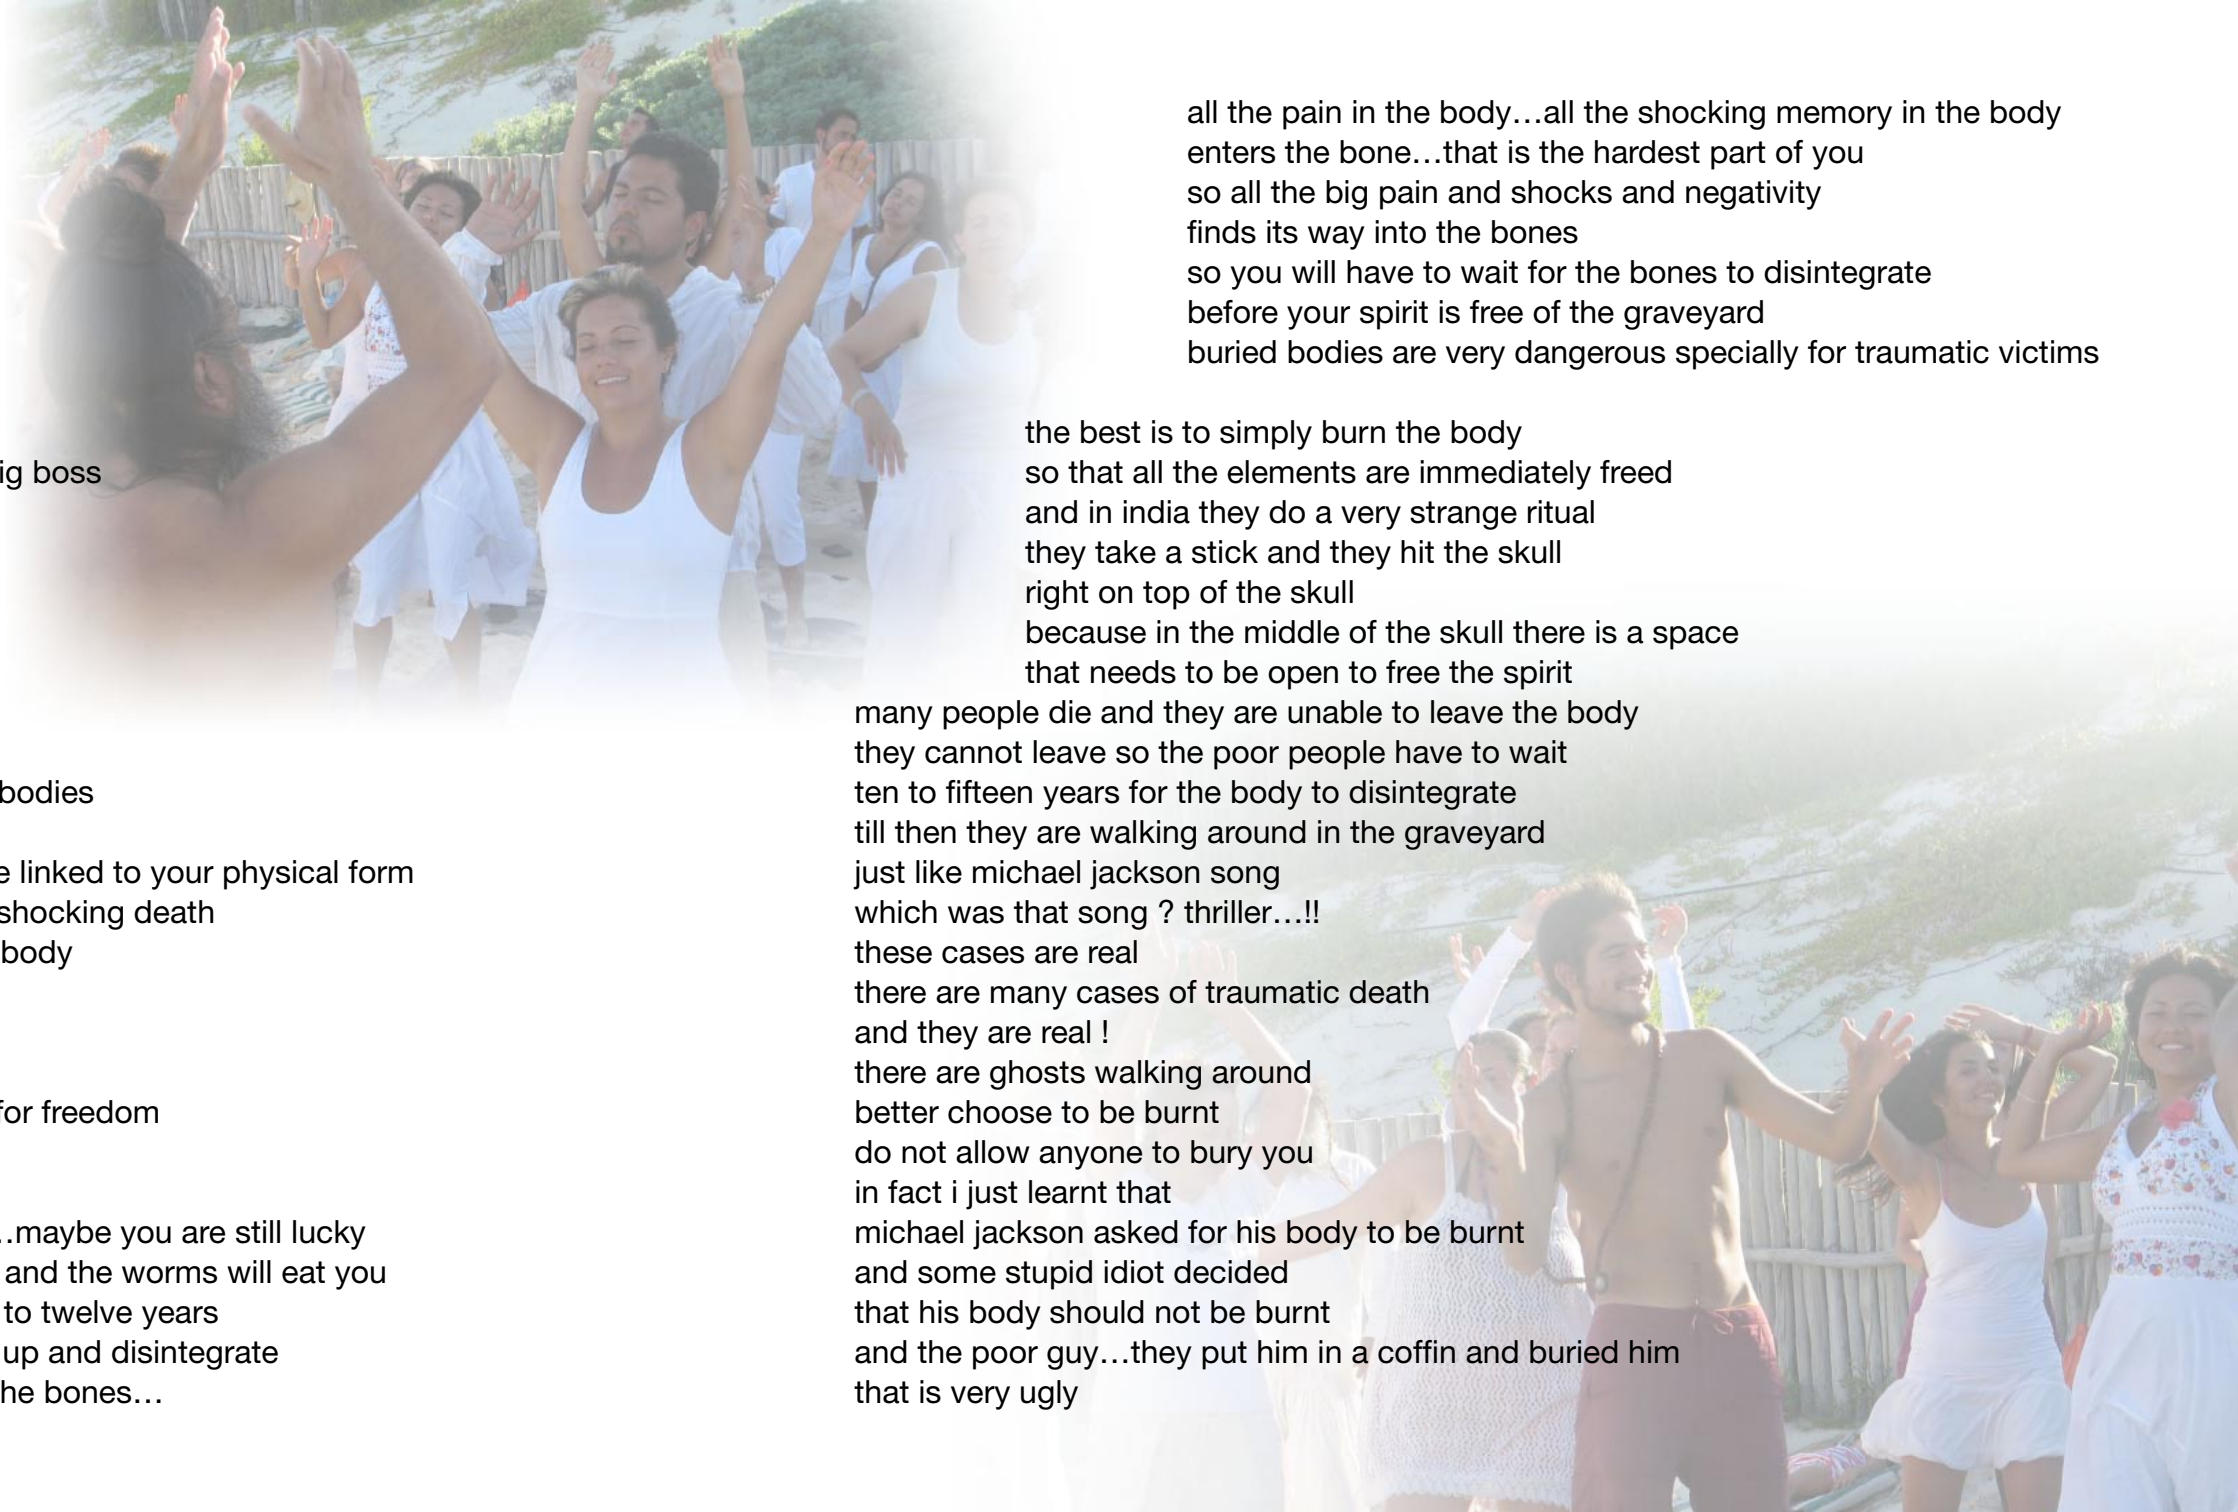 ig boss
bodies
linked to your physical form
shocking death
body
for freedom
…maybe you are still lucky
and the worms will eat you
to twelve years
up and disintegrate
he bones…
all the pain in the body…all the shocking memory in the body
enters the bone…that is the hardest part of you
so all the big pain and shocks and negativity
finds its way into the bones
so you will have to wait for the bones to disintegrate
before your spirit is free of the graveyard
buried bodies are very dangerous specially for traumatic victims
the best is to simply burn the body
so that all the elements are immediately freed
and in india they do a very strange ritual
they take a stick and they hit the skull
right on top of the skull
because in the middle of the skull there is a space
that needs to be open to free the spirit
many people die and they are unable to leave the body
they cannot leave so the poor people have to wait
ten to fifteen years for the body to disintegrate
till then they are walking around in the graveyard
just like michael jackson song
which was that song ? thriller…!!
these cases are real
there are many cases of traumatic death
and they are real !
there are ghosts walking around
better choose to be burnt
do not allow anyone to bury you
in fact i just learnt that
michael jackson asked for his body to be burnt
and some stupid idiot decided
that his body should not be burnt
and the poor guy…they put him in a coffin and buried him
that is very ugly